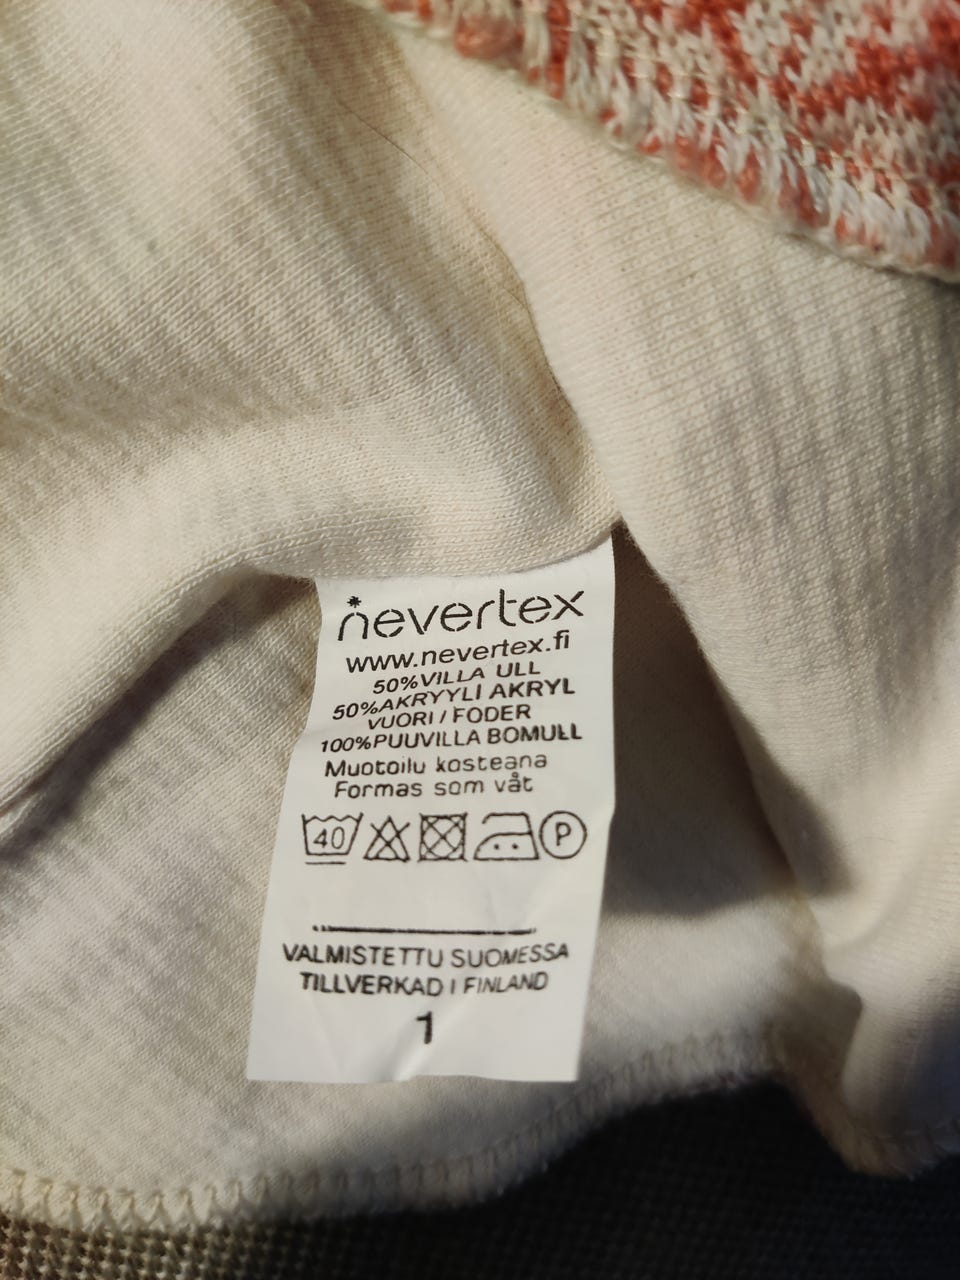 nevertex
www.nevertex.fi
50%VILLA ULL
50%AKRYYLI AKRYL
VUORI / FODER
100%PUUVILLA BOMULL
Muotoilu kosteana
Formas som våt
40 P
VALMISTETTU SUOMESSA
TILLVERKAD I FINLAND
1